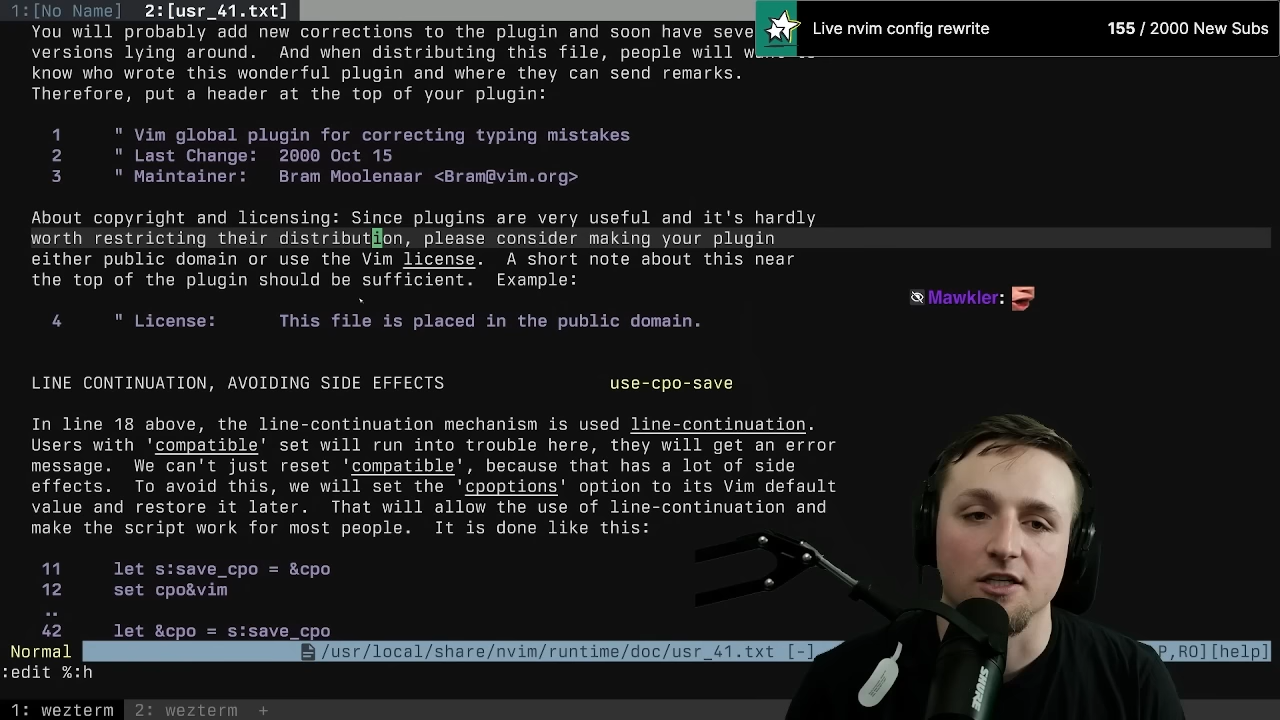 1:[No Name]  2:[usr_41.txt]
You will probably add new corrections to the plugin and soon have seve
versions lying around.  And when distributing this file, people will
know who wrote this wonderful plugin and where they can send remarks.
Therefore, put a header at the top of your plugin:
Live nvim config rewrite 155 / 2000 New Subs
1 " Vim global plugin for correcting typing mistakes
2 " Last Change:  2000 Oct 15
3 " Maintainer:   Bram Moolenaar <Bram@vim.org>
About copyright and licensing: Since plugins are very useful and it's hardly
worth restricting their distribution, please consider making your plugin
either public domain or use the Vim license.  A short note about this near
the top of the plugin should be sufficient.  Example:
Mawkler:
4 " License:      This file is placed in the public domain.
LINE CONTINUATION, AVOIDING SIDE EFFECTS use-cpo-save
In line 18 above, the line-continuation mechanism is used line-continuation.
Users with 'compatible' set will run into trouble here, they will get an error
message.  We can't just reset 'compatible', because that has a lot of side
effects.  To avoid this, we will set the 'cpoptions' option to its Vim default
value and restore it later.  That will allow the use of line-continuation and
make the script work for most people.  It is done like this:
11 let s:save_cpo = &cpo
12 set cpo&vim
..
42 let &cpo = s:save_cpo
Normal /usr/local/share/nvim/runtime/doc/usr_41.txt [-] P,RO][help]
:edit %:h
SHURE
1: wezterm 2: wezterm +